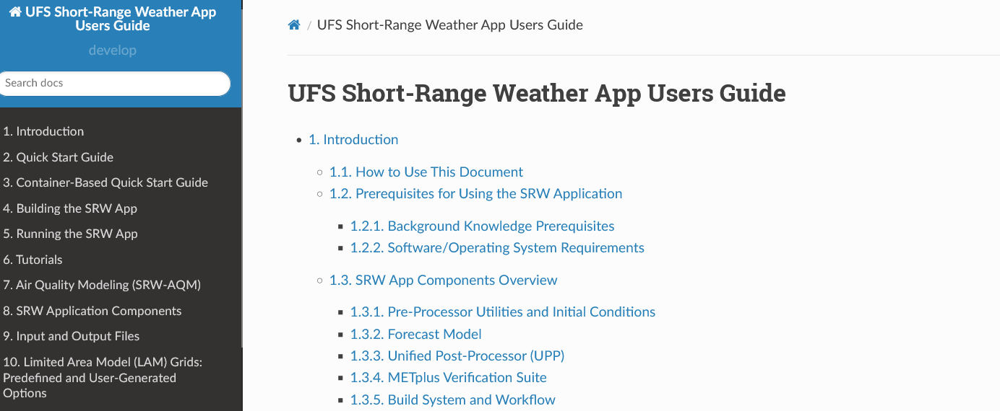 UFS Short-Range Weather App
Users Guide
develop
Search docs
1. Introduction
2. Quick Start Guide
3. Container-Based Quick Start Guide
4. Building the SRW App
5. Running the SRW App
6. Tutorials
7. Air Quality Modeling (SRW-AQM)
8. SRW Application Components
9. Input and Output Files
10. Limited Area Model (LAM) Grids:
Predefined and User-Generated
Options
/ UFS Short-Range Weather App Users Guide
UFS Short-Range Weather App Users Guide
1. Introduction
1.1. How to Use This Document
1.2. Prerequisites for Using the SRW Application
1.2.1. Background Knowledge Prerequisites
1.2.2. Software/Operating System Requirements
1.3. SRW App Components Overview
1.3.1. Pre-Processor Utilities and Initial Conditions
1.3.2. Forecast Model
1.3.3. Unified Post-Processor (UPP)
1.3.4. METplus Verification Suite
1.3.5. Build System and Workflow